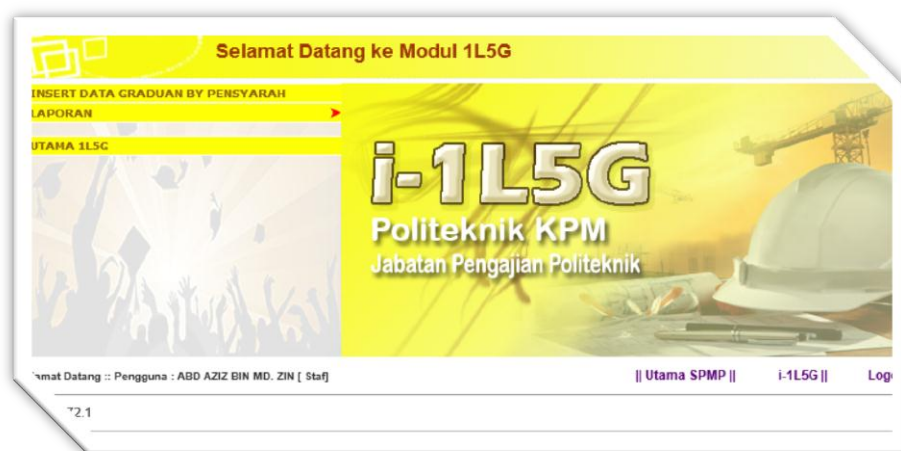 Selamat Datang ke Modul 1L5G
INSERT DATA GRADUAN BY PENSYARAH
LAPORAN
UTAMA 1L5G
i-1L5G
Politeknik KPM
Jabatan Pengajian Politeknik
Datang :: Pengguna : ABD AZIZ BIN MD. ZIN [ Staf]
|| Utama SPMP || i-1L5G ||